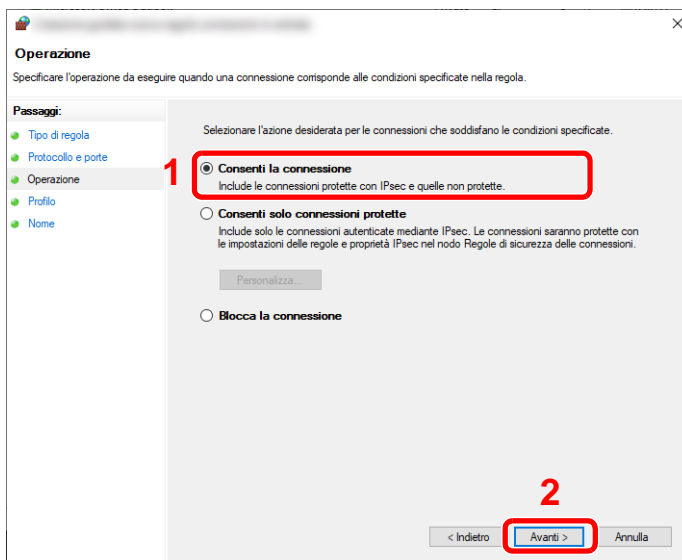 Operazione
Specificare l'operazione da eseguire quando una connessione corrisponde alle condizioni specificate nella regola.
Passaggi:
Tipo di regola
Protocollo e porte
Operazione
Profilo
Nome
Selezionare l'azione desiderata per le connessioni che soddisfano le condizioni specificate.
1
Consenti la connessione
Include le connessioni protette con IPsec e quelle non protette.
Consenti solo connessioni protette
Include solo le connessioni autenticate mediante IPsec. Le connessioni saranno protette con
le impostazioni delle regole e proprietà IPsec nel nodo Regole di sicurezza delle connessioni.
Personalizza...
Blocca la connessione
2
< Indietro
Avanti >
Annulla